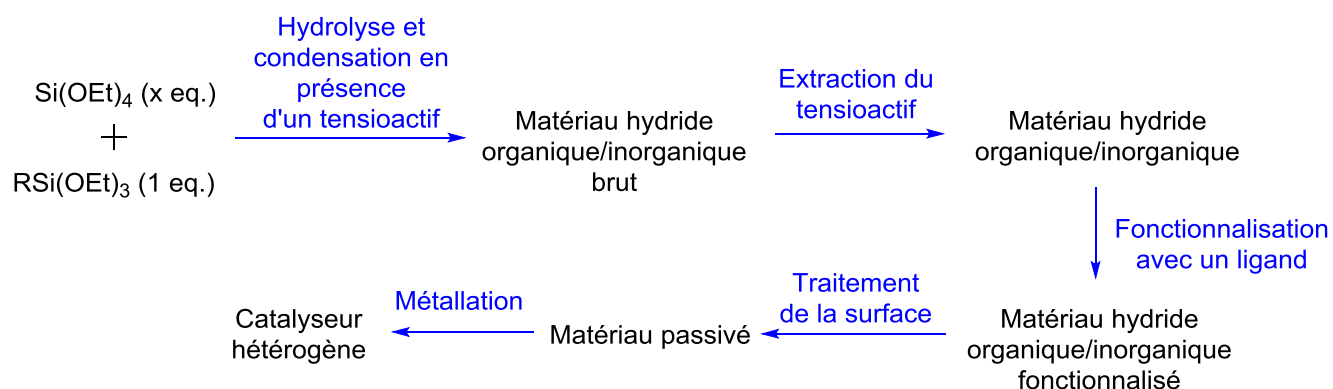 Si(OEt)4 (x eq.)
+
RSi(OEt)3 (1 eq.)
Hydrolyse et
condensation en
présence
d'un tensioactif
Matériau hydride
organique/inorganique
brut
Extraction du
tensioactif
Matériau hydride
organique/inorganique
Fonctionnalisation
avec un ligand
Matériau hydride
organique/inorganique
fonctionnalisé
Traitement
de la surface
Matériau passivé
Métallation
Catalyseur
hétérogène